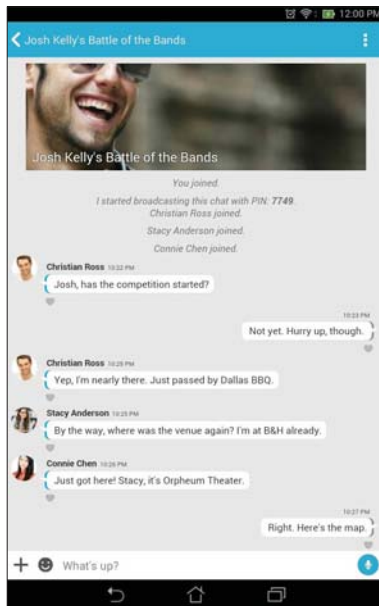 12:00 PM
Josh Kelly's Battle of the Bands
Josh Kelly's Battle of the Bands
You joined.
I started broadcasting this chat with PIN: 7749.
Christian Ross joined.
Stacy Anderson joined.
Connie Chen joined.
Christian Ross 10:22 PM
Josh, has the competition started?
10:23 PM
Not yet. Hurry up, though.
Christian Ross 10:25 PM
Yep, I'm nearly there. Just passed by Dallas BBQ.
Stacy Anderson 10:25 PM
By the way, where was the venue again? I'm at B&H already.
Connie Chen 10:26 PM
Just got here! Stacy, it's Orpheum Theater.
10:27 PM
Right. Here's the map.
What's up?